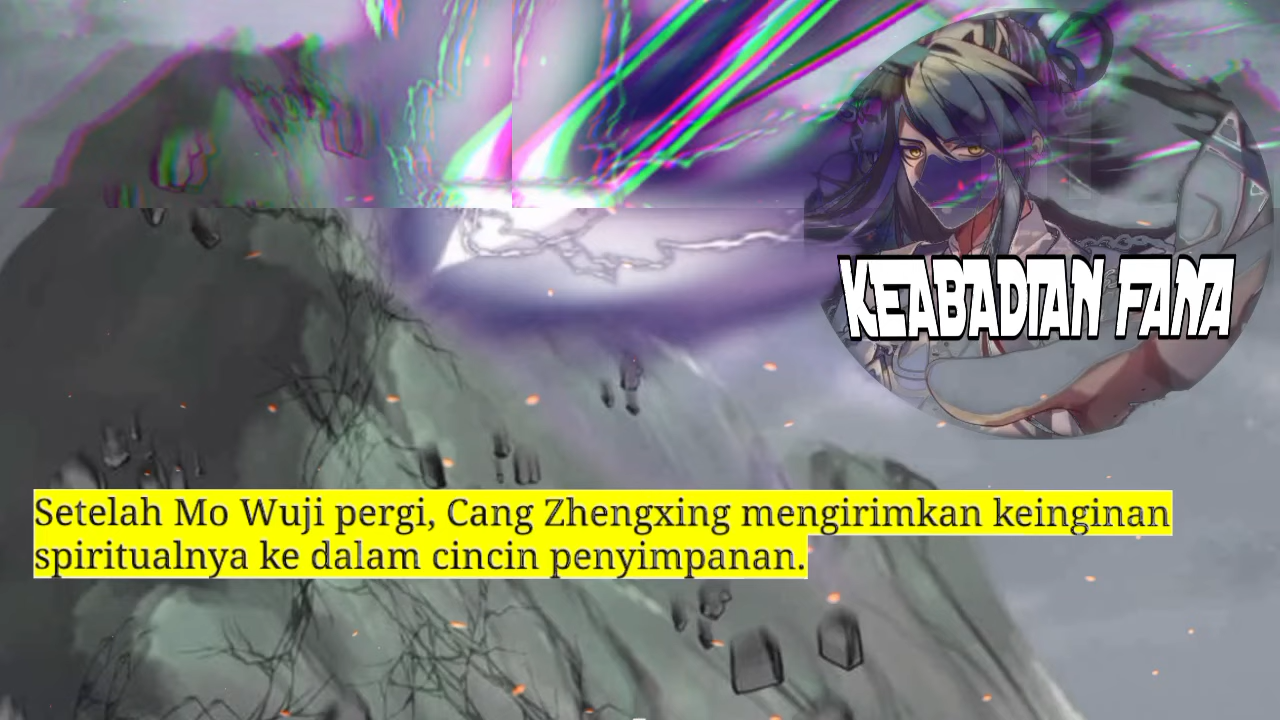 KEABADIAN FANA
Setelah Mo Wuji pergi, Cang Zhengxing mengirimkan keinginan
spiritualnya ke dalam cincin penyimpanan.